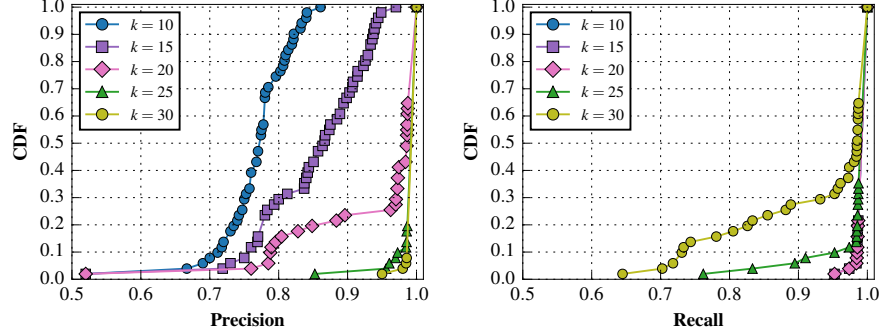 1.0
0.9
0.8
0.7
0.6
0.5
0.4
0.3
0.2
0.1
0.0
CDF
k = 10
k = 15
k = 20
k = 25
k = 30
0.5 0.6 0.7 0.8 0.9 1.0
Precision
1.0
0.9
0.8
0.7
0.6
0.5
0.4
0.3
0.2
0.1
0.0
CDF
k = 10
k = 15
k = 20
k = 25
k = 30
0.5 0.6 0.7 0.8 0.9 1.0
Recall